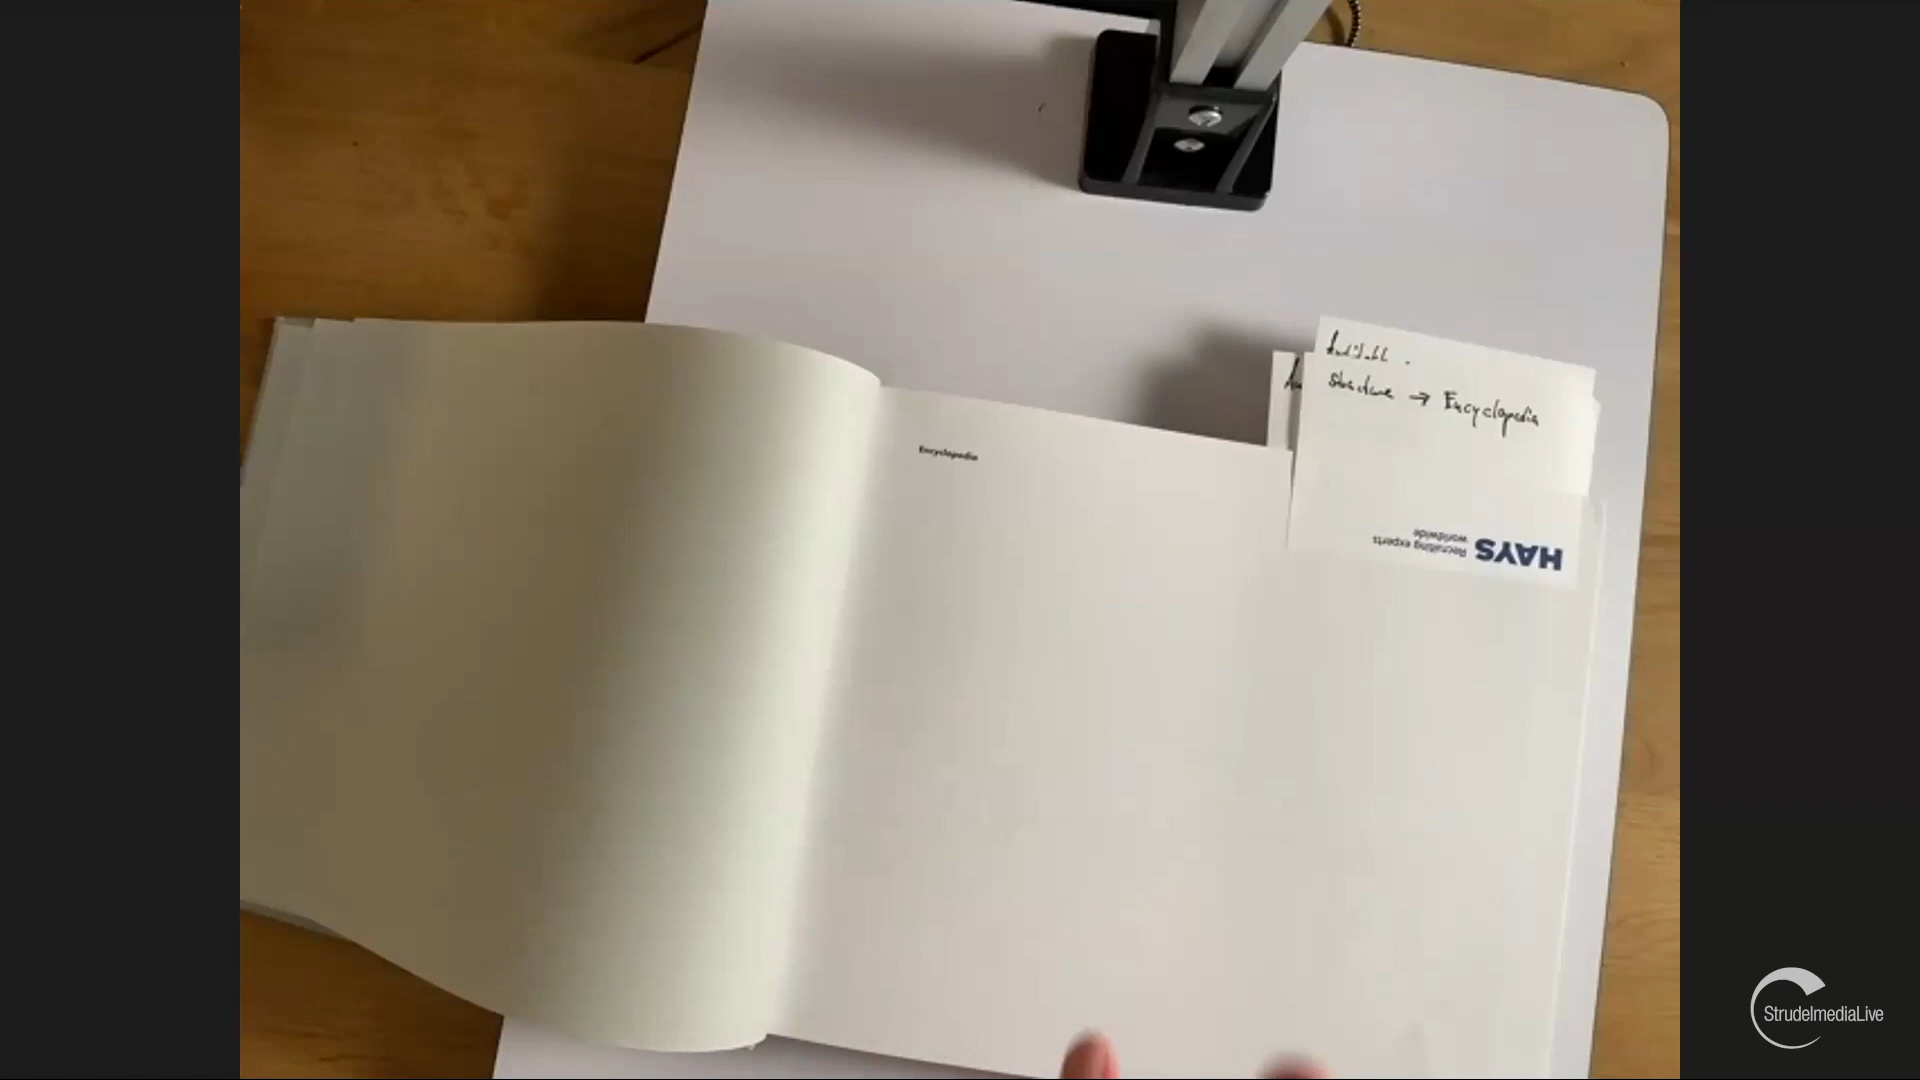 Structure → Encyclopedia
Encyclopedia
HAYS Recruiting experts
worldwide
StrudelmediaLive